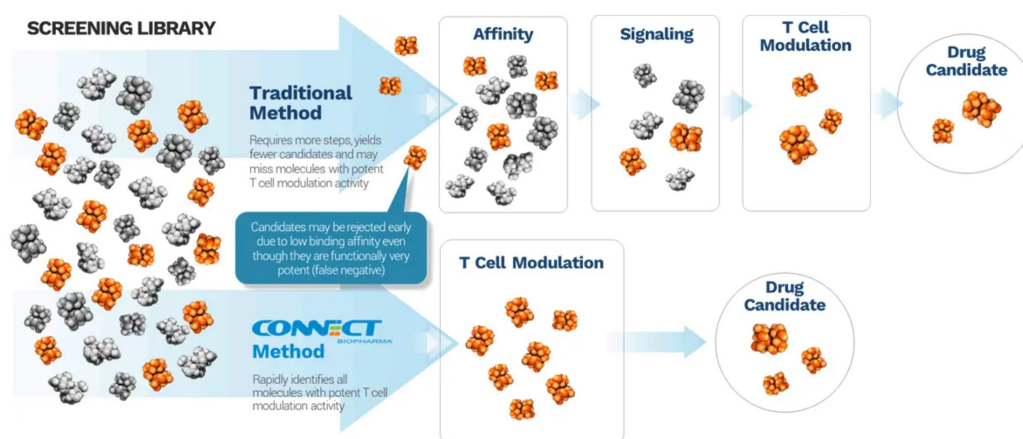 SCREENING LIBRARY
Traditional
Method
Requires more steps, yields
fewer candidates and may
miss molecules with potent
T cell modulation activity
Affinity
Signaling
T Cell
Modulation
Drug
Candidate
Candidates may be rejected early
due to low binding affinity even
though they are functionally very
potent (false negative)
CONNECT
BIOPHARMA
Method
Rapidly identifies all
molecules with potent T cell
modulation activity
T Cell Modulation
Drug
Candidate